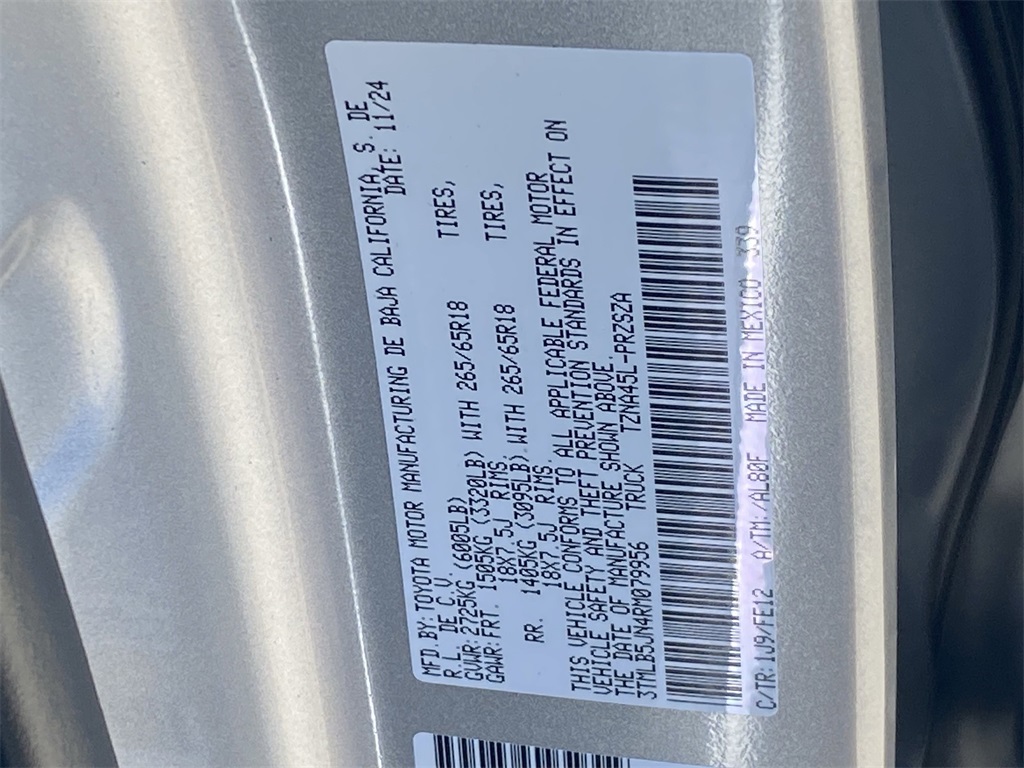 MFD. BY: TOYOTA MOTOR MANUFACTURING DE BAJA CALIFORNIA, S. DE
R. L. DE C. V. DATE: 11/24
GVWR: 2725KG (6005LB)
GAWR: FRT. 1505KG (3320LB) WITH 265/65R18 TIRES,
18X7.5J RIMS
RR. 1405KG (3095LB) WITH 265/65R18 TIRES,
18X7.5J RIMS.
THIS VEHICLE CONFORMS TO ALL APPLICABLE FEDERAL MOTOR
VEHICLE SAFETY AND THEFT PREVENTION STANDARDS IN EFFECT ON
THE DATE OF MANUFACTURE SHOWN ABOVE.
3TMLB5JN4RM079956 TRUCK TZNA45L-PRZSZA
C/TR: 1U9/FE12 A/TM: /AL80F MADE IN MEXICO 339